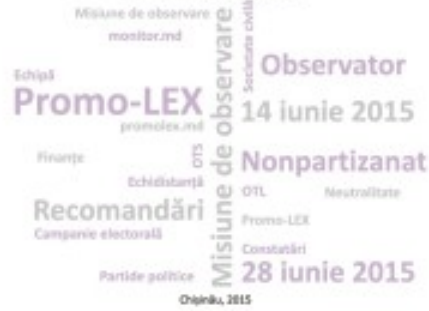 Misiune de observare
monitor.md
Echipă
Promo-LEX
promolex.md
Finanțe
OTS
Echidistanță
Recomandări
Campanie electorală
Partide politice
Misiune de observare
Societate civilă
Observator
14 iunie 2015
Nonpartizanat
OTL
Neutralitate
Promo-LEX
Constatări
28 iunie 2015
Chișinău, 2015